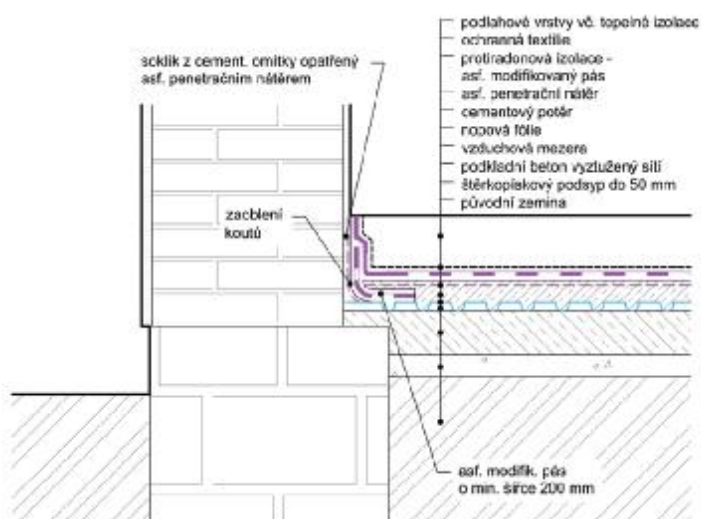 podlahové vrstvy vč. tepelné izolace
ochranná textilie
protiradonová izolace -
asf. modifikovaný pás
asf. penetrační nátěr
cementový potěr
nopová fólie
vzduchová mezera
podkladní beton vyztužený sítí
štěrkopískový podsyp do 50 mm
původní zemina
soklík z cement. omítky opatřený
asf. penetračním nátěrem
zaoblení
koutů
asf. modifik. pás
o min. šířce 200 mm